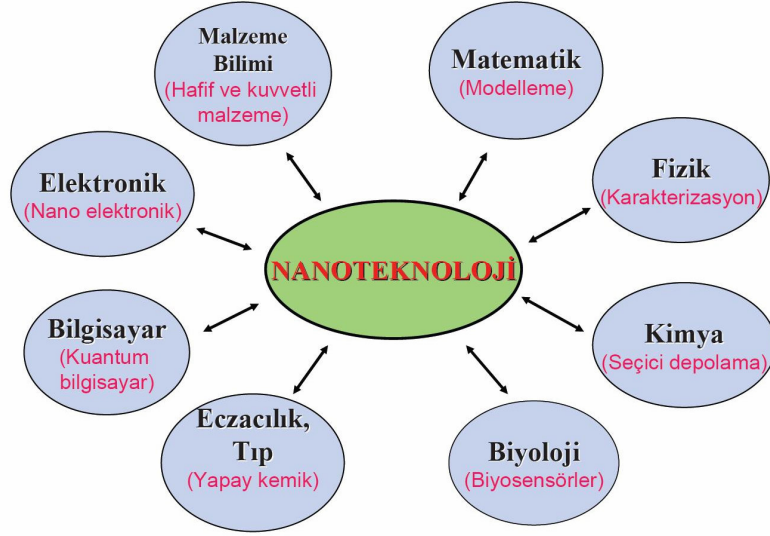 Malzeme
Bilimi
(Hafif ve kuvvetli
malzeme)
Matematik
(Modelleme)
Elektronik
(Nano elektronik)
Fizik
(Karakterizasyon)
NANOTEKNOLOJİ
Bilgisayar
(Kuantum
bilgisayar)
Kimya
(Seçici depolama)
Eczacılık,
Tıp
(Yapay kemik)
Biyoloji
(Biyosensörler)